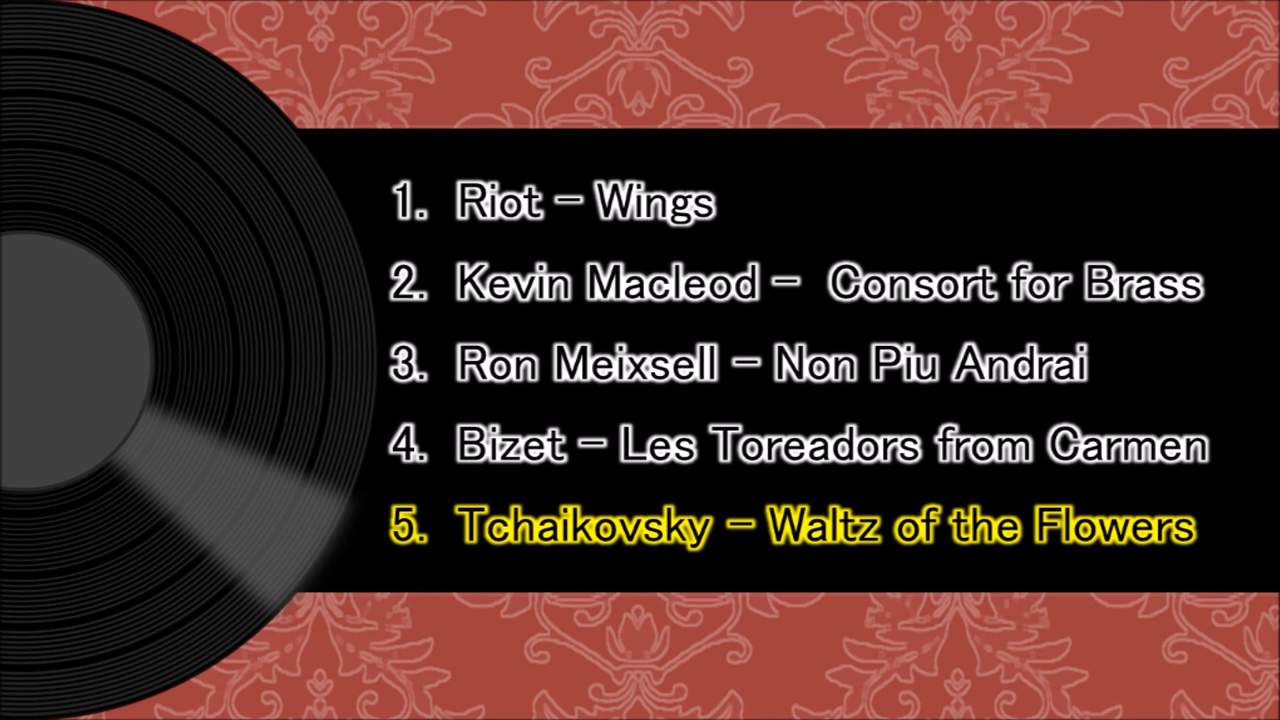 1. Riot - Wings
2. Kevin Macleod - Consort for Brass
3. Ron Meixsell - Non Piu Andrai
4. Bizet - Les Toreadors from Carmen
5. Tchaikovsky - Waltz of the Flowers